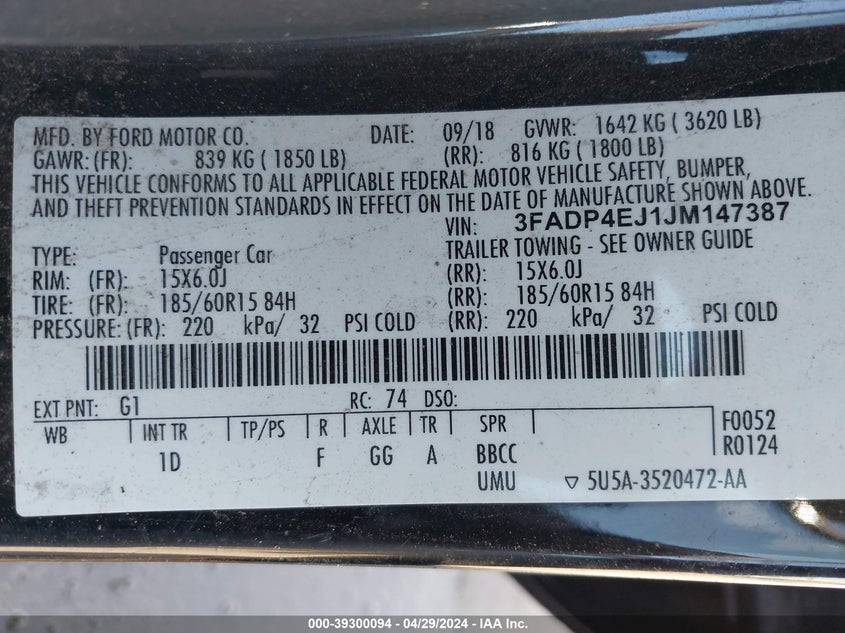 MFD. BY FORD MOTOR CO. DATE: 09/18 GVWR: 1642 KG ( 3620 LB)
GAWR: (FR): 839 KG ( 1850 LB) (RR): 816 KG ( 1800 LB)
THIS VEHICLE CONFORMS TO ALL APPLICABLE FEDERAL MOTOR VEHICLE SAFETY, BUMPER,
AND THEFT PREVENTION STANDARDS IN EFFECT ON THE DATE OF MANUFACTURE SHOWN ABOVE.
VIN: 3FADP4EJ1JM147387
TYPE: Passenger Car TRAILER TOWING - SEE OWNER GUIDE
RIM: (FR): 15X6.0J (RR): 15X6.0J
TIRE: (FR): 185/60R15 84H (RR): 185/60R15 84H
PRESSURE: (FR): 220 kPa/ 32 PSI COLD (RR): 220 kPa/ 32 PSI COLD
EXT PNT: G1 RC: 74 DSO:
WB INT TR TP/PS R AXLE TR SPR F0052
1D F GG A BBCC R0124
UMU ▽ 5U5A-3520472-AA
000-39300094 - 04/29/2024 - IAA Inc.